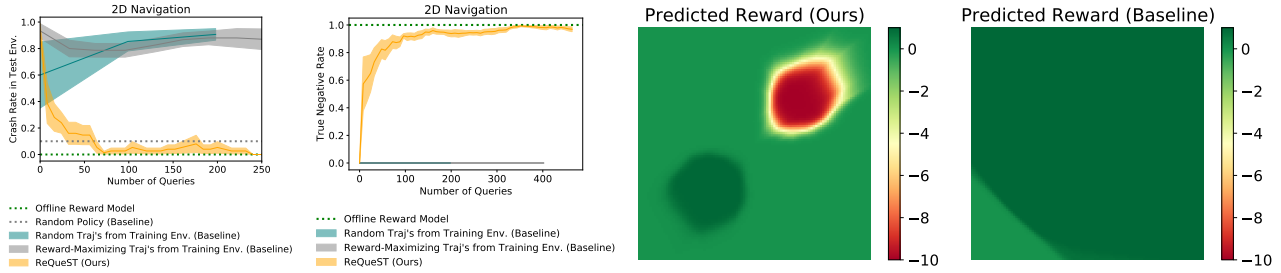 2D Navigation
Crash Rate in Test Env.
1.0
0.8
0.6
0.4
0.2
0.0
0 50 100 150 200 250
Number of Queries
Offline Reward Model
Random Policy (Baseline)
Random Traj's from Training Env. (Baseline)
Reward-Maximizing Traj's from Training Env. (Baseline)
ReQueST (Ours)
2D Navigation
True Negative Rate
1.0
0.8
0.6
0.4
0.2
0.0
0 100 200 300 400
Number of Queries
Offline Reward Model
Random Traj's from Training Env. (Baseline)
Reward-Maximizing Traj's from Training Env. (Baseline)
ReQueST (Ours)
Predicted Reward (Ours)
0
−2
−4
−6
−8
−10
Predicted Reward (Baseline)
0
−2
−4
−6
−8
−10